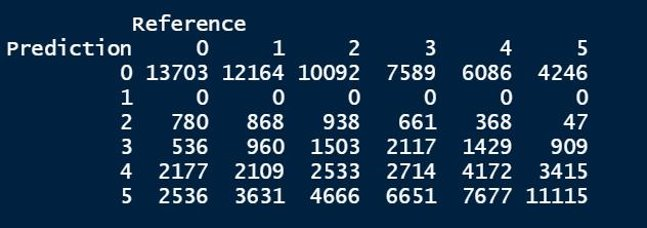 Reference
Prediction 0 1 2 3 4 5
0 13703 12164 10092 7589 6086 4246
1 0 0 0 0 0 0
2 780 868 938 661 368 47
3 536 960 1503 2117 1429 909
4 2177 2109 2533 2714 4172 3415
5 2536 3631 4666 6651 7677 11115